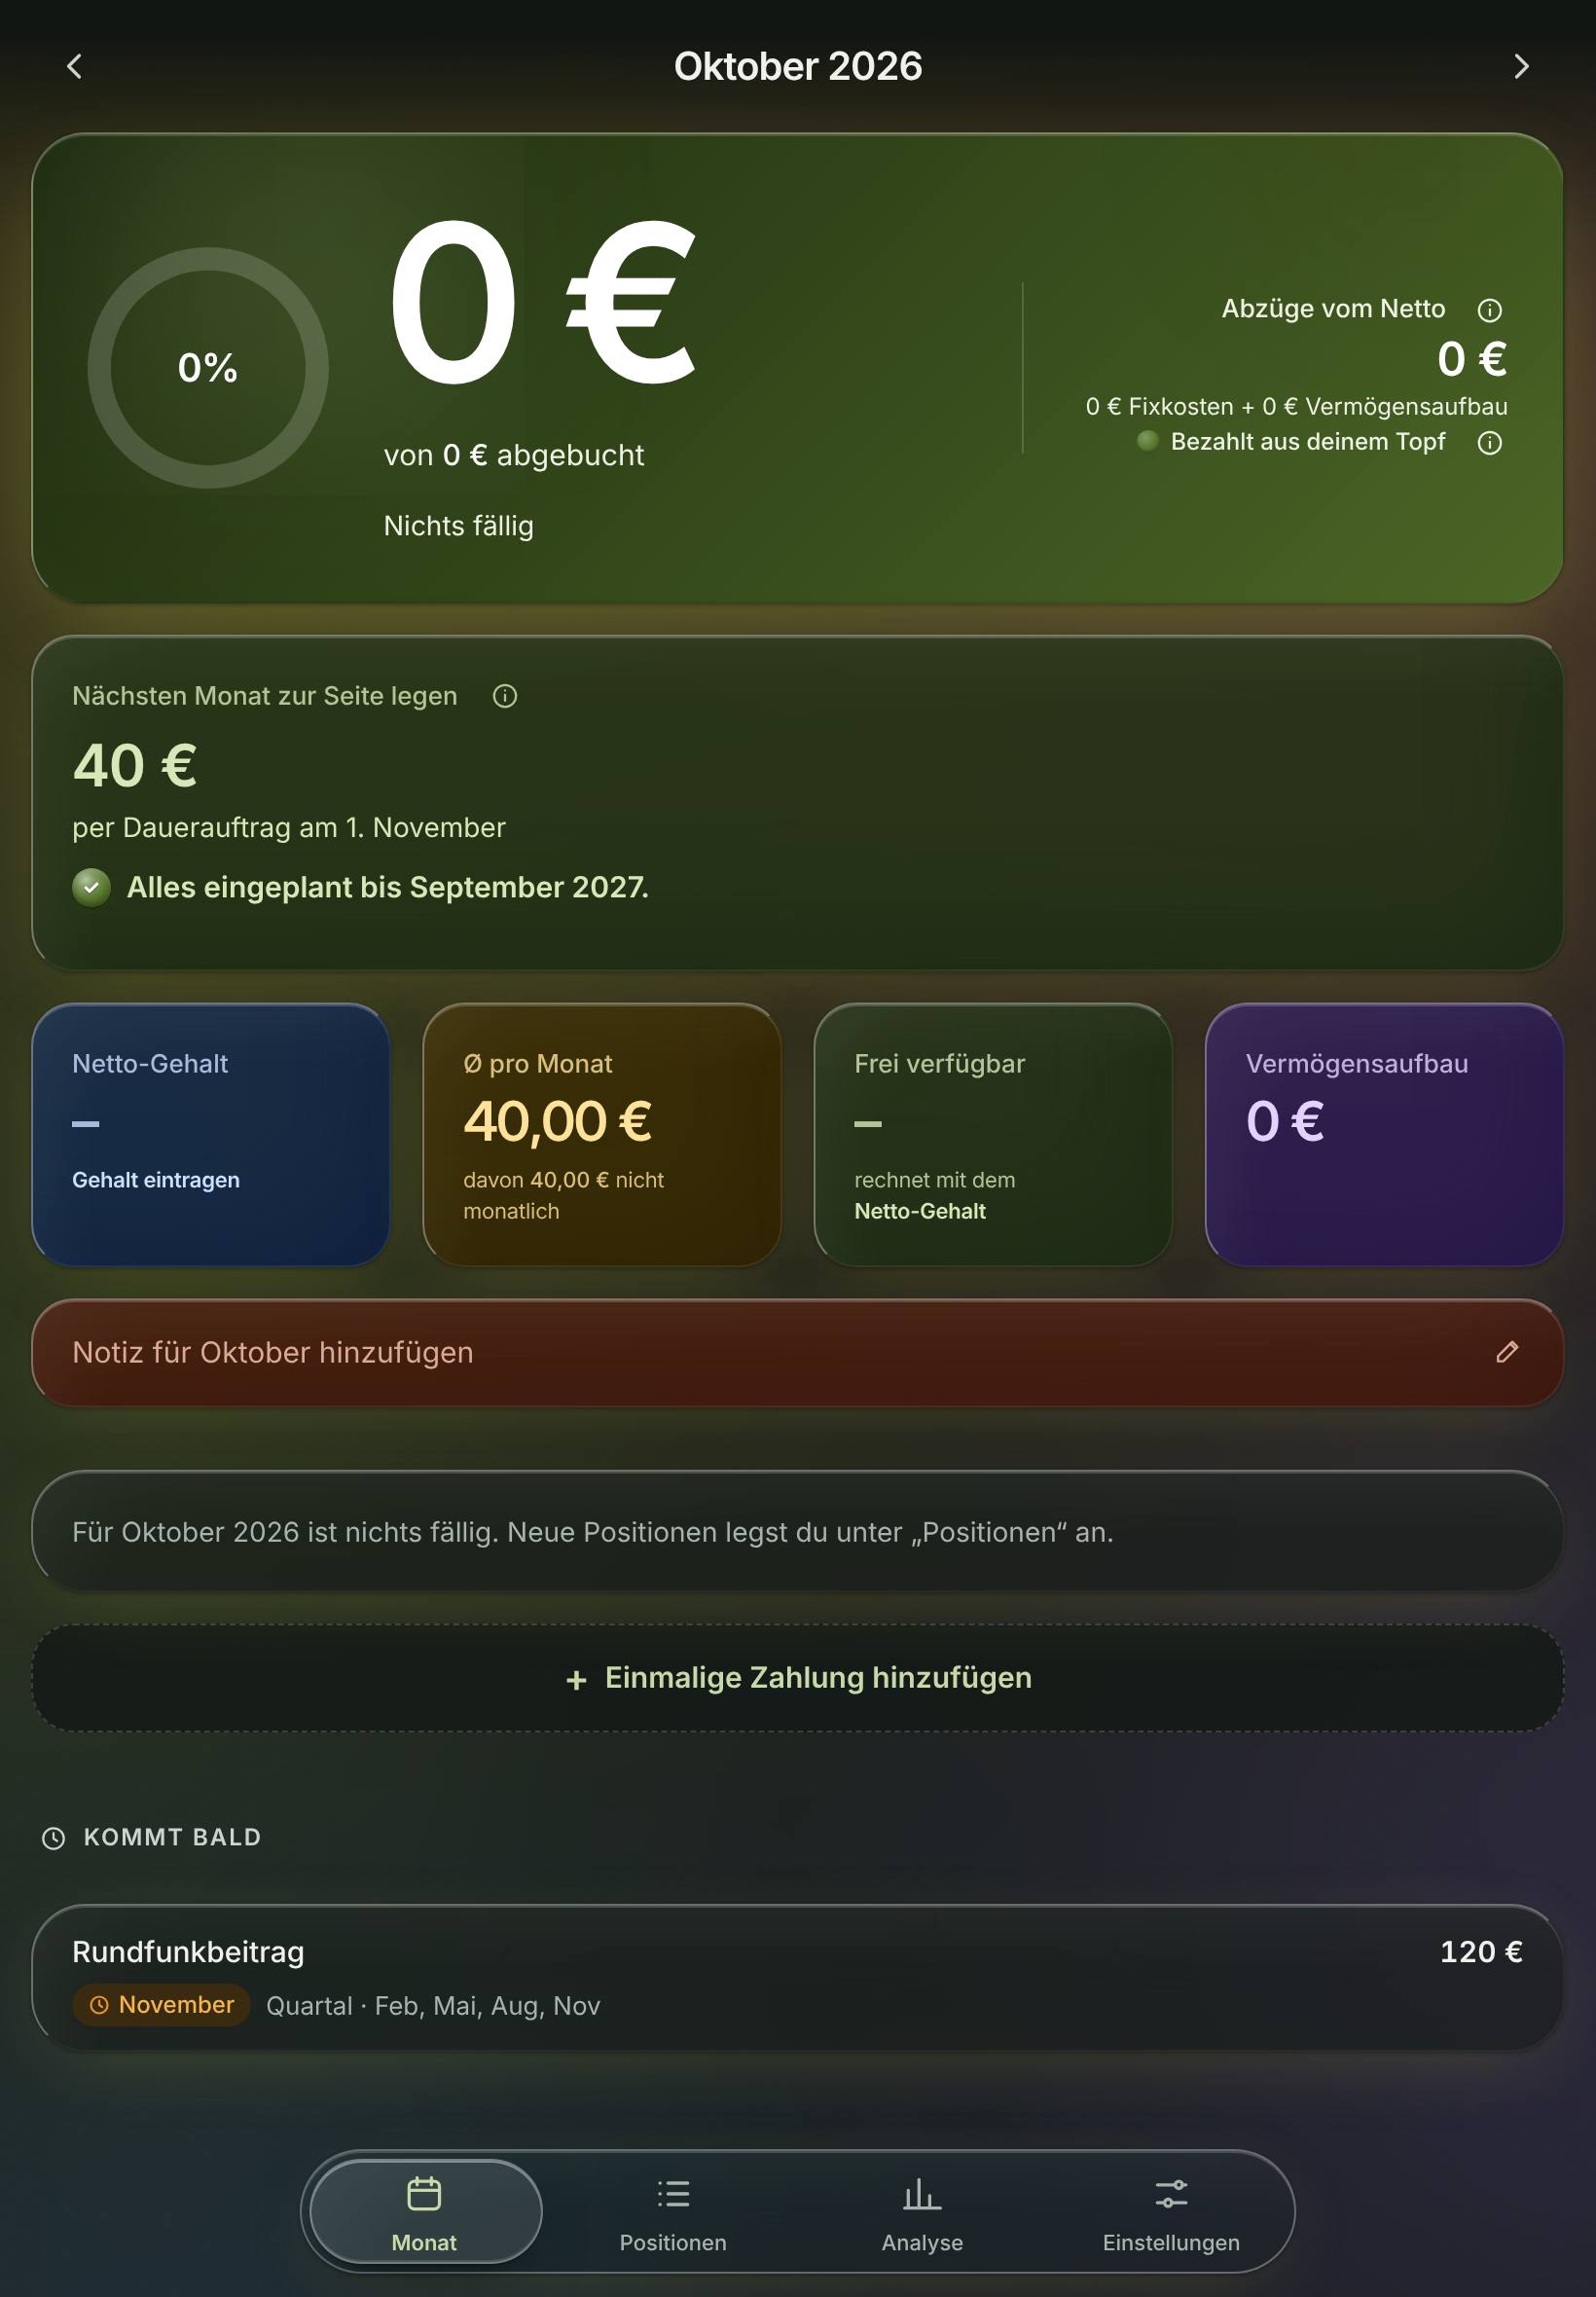 Oktober 2026
0%
0 €
von 0 € abgebucht
Nichts fällig
Abzüge vom Netto
0 €
0 € Fixkosten + 0 € Vermögensaufbau
Bezahlt aus deinem Topf
Nächsten Monat zur Seite legen
40 €
per Dauerauftrag am 1. November
Alles eingeplant bis September 2027.
Netto-Gehalt
–
Gehalt eintragen
Ø pro Monat
40,00 €
davon 40,00 € nicht
monatlich
Frei verfügbar
–
rechnet mit dem
Netto-Gehalt
Vermögensaufbau
0 €
Notiz für Oktober hinzufügen
Für Oktober 2026 ist nichts fällig. Neue Positionen legst du unter „Positionen“ an.
+ Einmalige Zahlung hinzufügen
KOMMT BALD
Rundfunkbeitrag 120 €
November Quartal · Feb, Mai, Aug, Nov
Monat Positionen Analyse Einstellungen